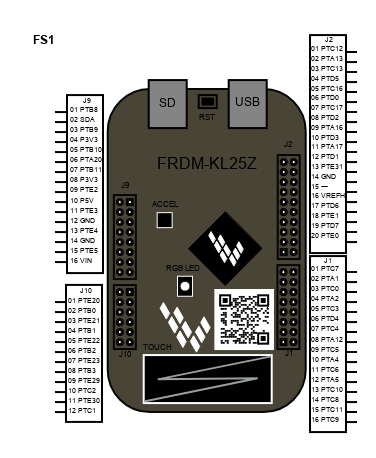 FS1
J2
01 PTC12
02 PTA13
03 PTC13
04 PTD5
05 PTC16
06 PTD0
07 PTC17
08 PTD2
09 PTA16
10 PTD3
11 PTA17
12 PTD1
13 PTE31
14 GND
15 —
16 VREFH
17 PTD6
18 PTE1
19 PTD7
20 PTE0
J9
01 PTB8
02 SDA
03 PTB9
04 P3V3
05 PTB10
06 PTA20
07 PTB11
08 P3V3
09 PTE2
10 P5V
11 PTE3
12 GND
13 PTE4
14 GND
15 PTE5
16 VIN
SD
USB
RST
J2
FRDM-KL25Z
J9
ACCEL
RGB LED
J1
01 PTC7
02 PTA1
03 PTC0
04 PTA2
05 PTC3
06 PTD4
07 PTC4
08 PTA12
09 PTC5
10 PTA4
11 PTC6
12 PTA5
13 PTC10
14 PTC8
15 PTC11
16 PTC9
J10
01 PTE20
02 PTB0
03 PTE21
04 PTB1
05 PTE22
06 PTB2
07 PTE23
08 PTB3
09 PTE29
10 PTC2
11 PTE30
12 PTC1
TOUCH
J10
J1